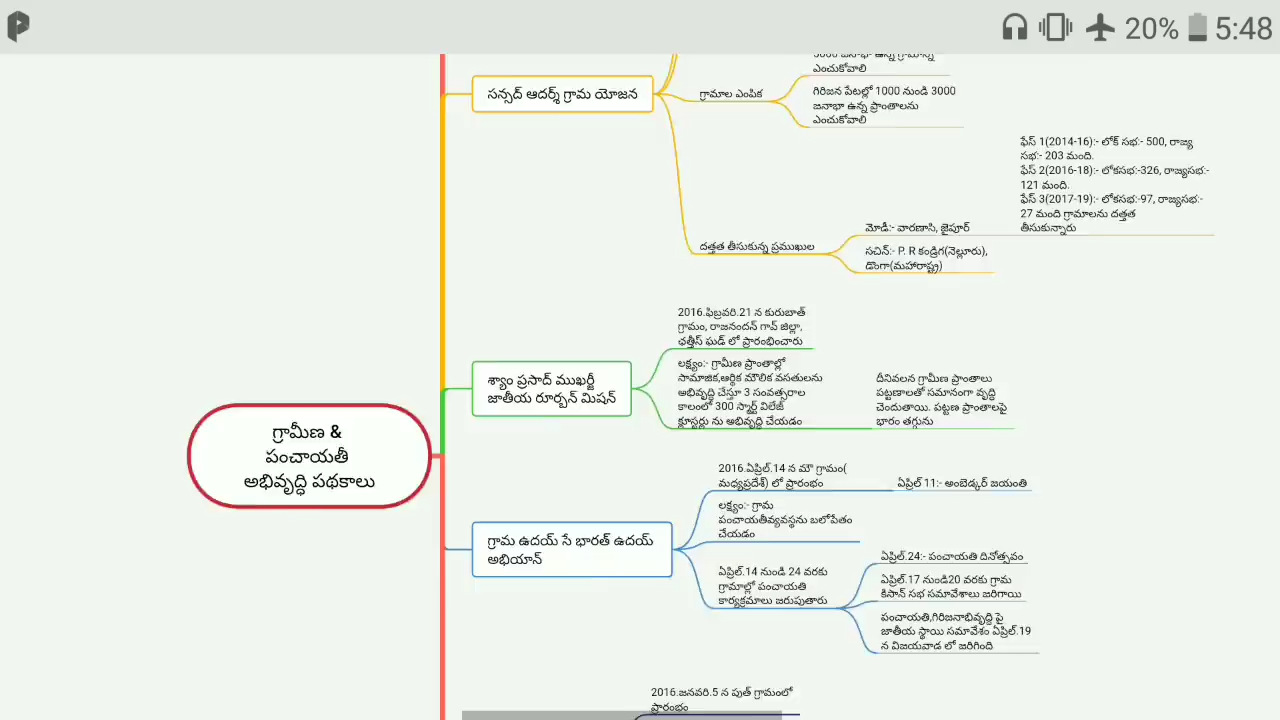 20% 5:48
3000 జనాభా ఉన్న గ్రామాన్ని
ఎంచుకోవాలి
సన్సద్ ఆదర్శ్ గ్రామ యోజన
గ్రామాల ఎంపిక
గిరిజన పేటల్లో 1000 నుండి 3000
జనాభా ఉన్న ప్రాంతాలను
ఎంచుకోవాలి
ఫేస్ 1(2014-16):- లోక్ సభ:- 500, రాజ్య
సభ:- 203 మంది.
ఫేస్ 2(2016-18):- లోకసభ:-326, రాజ్యసభ:-
121 మంది.
ఫేస్ 3(2017-19):- లోకసభ:-97, రాజ్యసభ:-
27 మంది గ్రామాలను దత్తత
తీసుకున్నారు
మోడీ:- వారణాసి, జైపూర్
దత్తత తీసుకున్న ప్రముఖుల
సచిన్:- P. R కండ్రిగ(నెల్లూరు),
డొంగా(మహారాష్ట్ర)
2016.ఫిబ్రవరి.21 న కురుబాత్
గ్రామం, రాజనందన్ గావ్ జిల్లా,
ఛత్తీస్ ఘడ్ లో ప్రారంభించారు
శ్యాం ప్రసాద్ ముఖర్జీ
జాతీయ రూర్బన్ మిషన్
లక్ష్యం:- గ్రామీణ ప్రాంతాల్లో
సామాజిక,ఆర్థిక మౌలిక వసతులను
అభివృద్ధి చేస్తూ 3 సంవత్సరాల
కాలంలో 300 స్మార్ట్ విలేజ్
క్లూస్టర్లు ను అభివృద్ధి చేయడం
దీనివలన గ్రామీణ ప్రాంతాలు
పట్టణాలతో సమానంగా వృద్ధి
చెందుతాయి. పట్టణ ప్రాంతాలపై
భారం తగ్గును
గ్రామీణ &
పంచాయతీ
అభివృద్ధి పథకాలు
2016.ఏప్రిల్.14 న మౌ గ్రామం(
మధ్యప్రదేశ్) లో ప్రారంభం
ఏప్రిల్ 11:- అంబెడ్కర్ జయంతి
లక్ష్యం:- గ్రామ
పంచాయతీవ్యవస్థను బలోపేతం
చేయడం
గ్రామ ఉదయ్ సే భారత్ ఉదయ్
అభియాన్
ఏప్రిల్.14 నుండి 24 వరకు
గ్రామాల్లో పంచాయతి
కార్యక్రమాలు జరుపుతారు
ఏప్రిల్.24:- పంచాయతి దినోత్సవం
ఏప్రిల్.17 నుండి20 వరకు గ్రామ
కిసాన్ సభ సమావేశాలు జరిగాయి
పంచాయతి,గిరిజనాభివృద్ధి పై
జాతీయ స్థాయి సమావేశం ఏప్రిల్.19
న విజయవాడ లో జరిగింది
2016.జనవరి.5 న పుత్ గ్రామంలో
ప్రారంభం